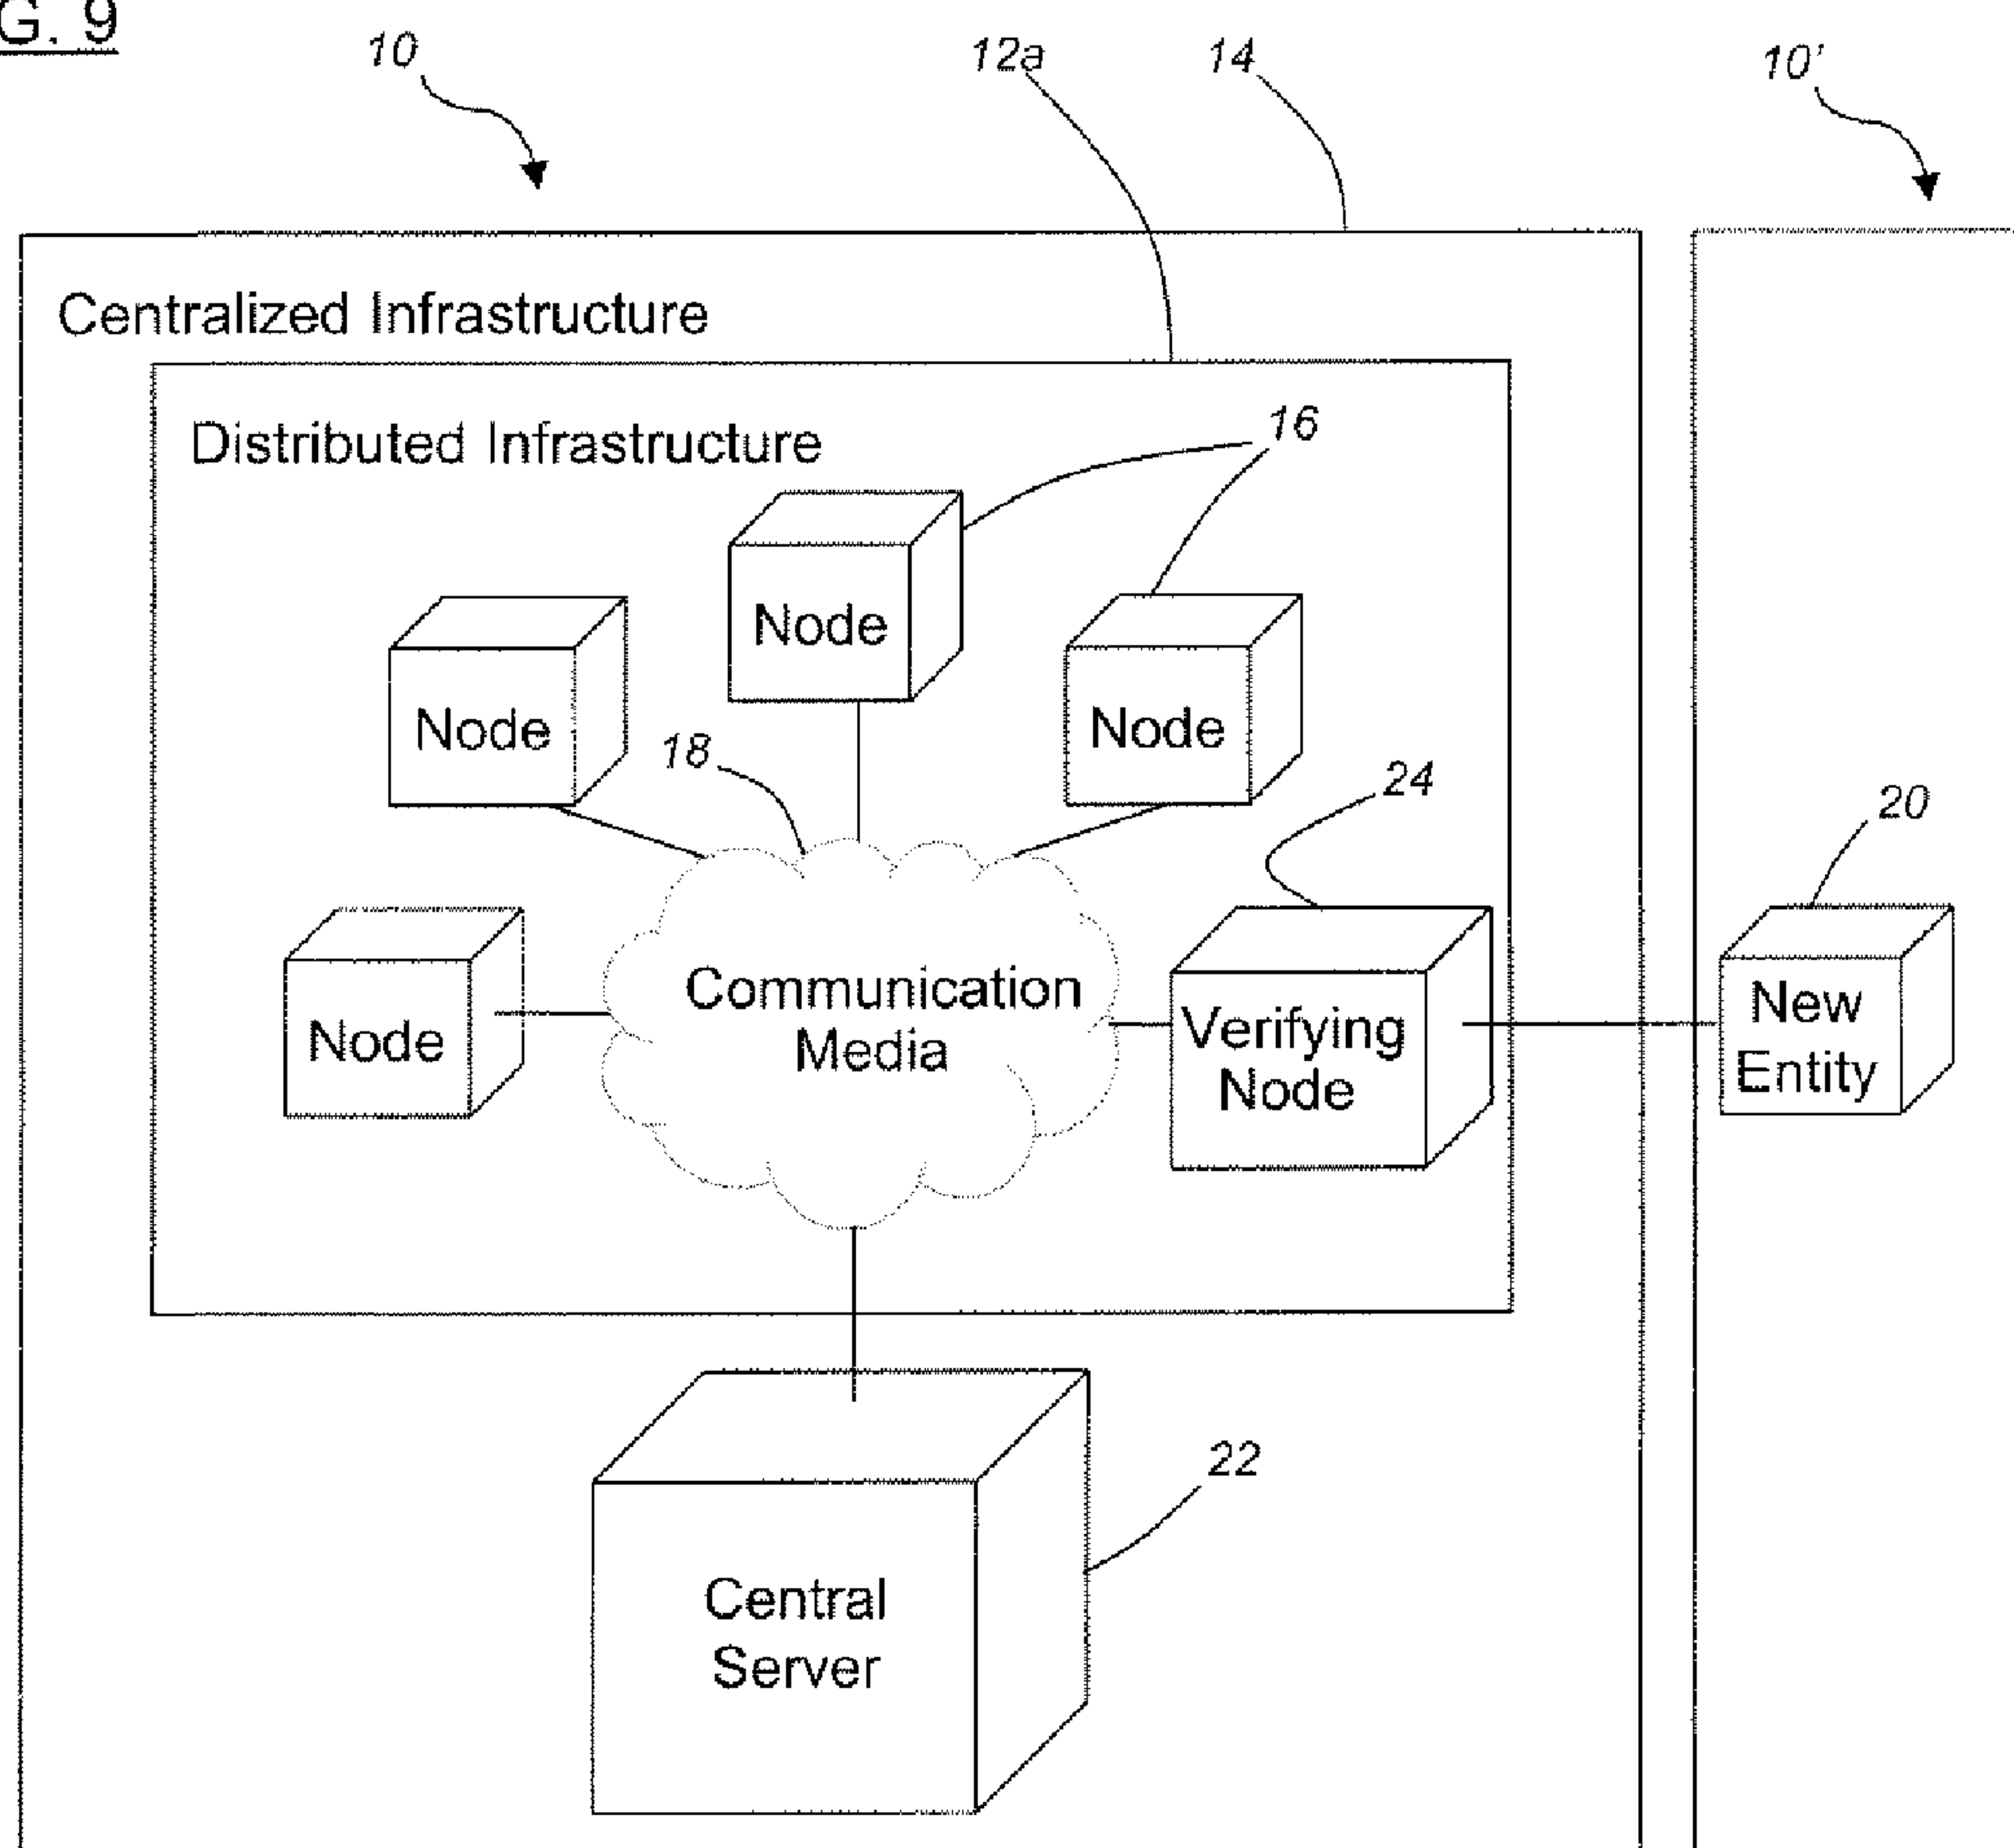 G. 9
10
12a
14
10'
Centralized Infrastructure
Distributed Infrastructure
16
Node
Node
Node
18
24
20
Node
Communication
Media
Verifying
Node
New
Entity
22
Central
Server